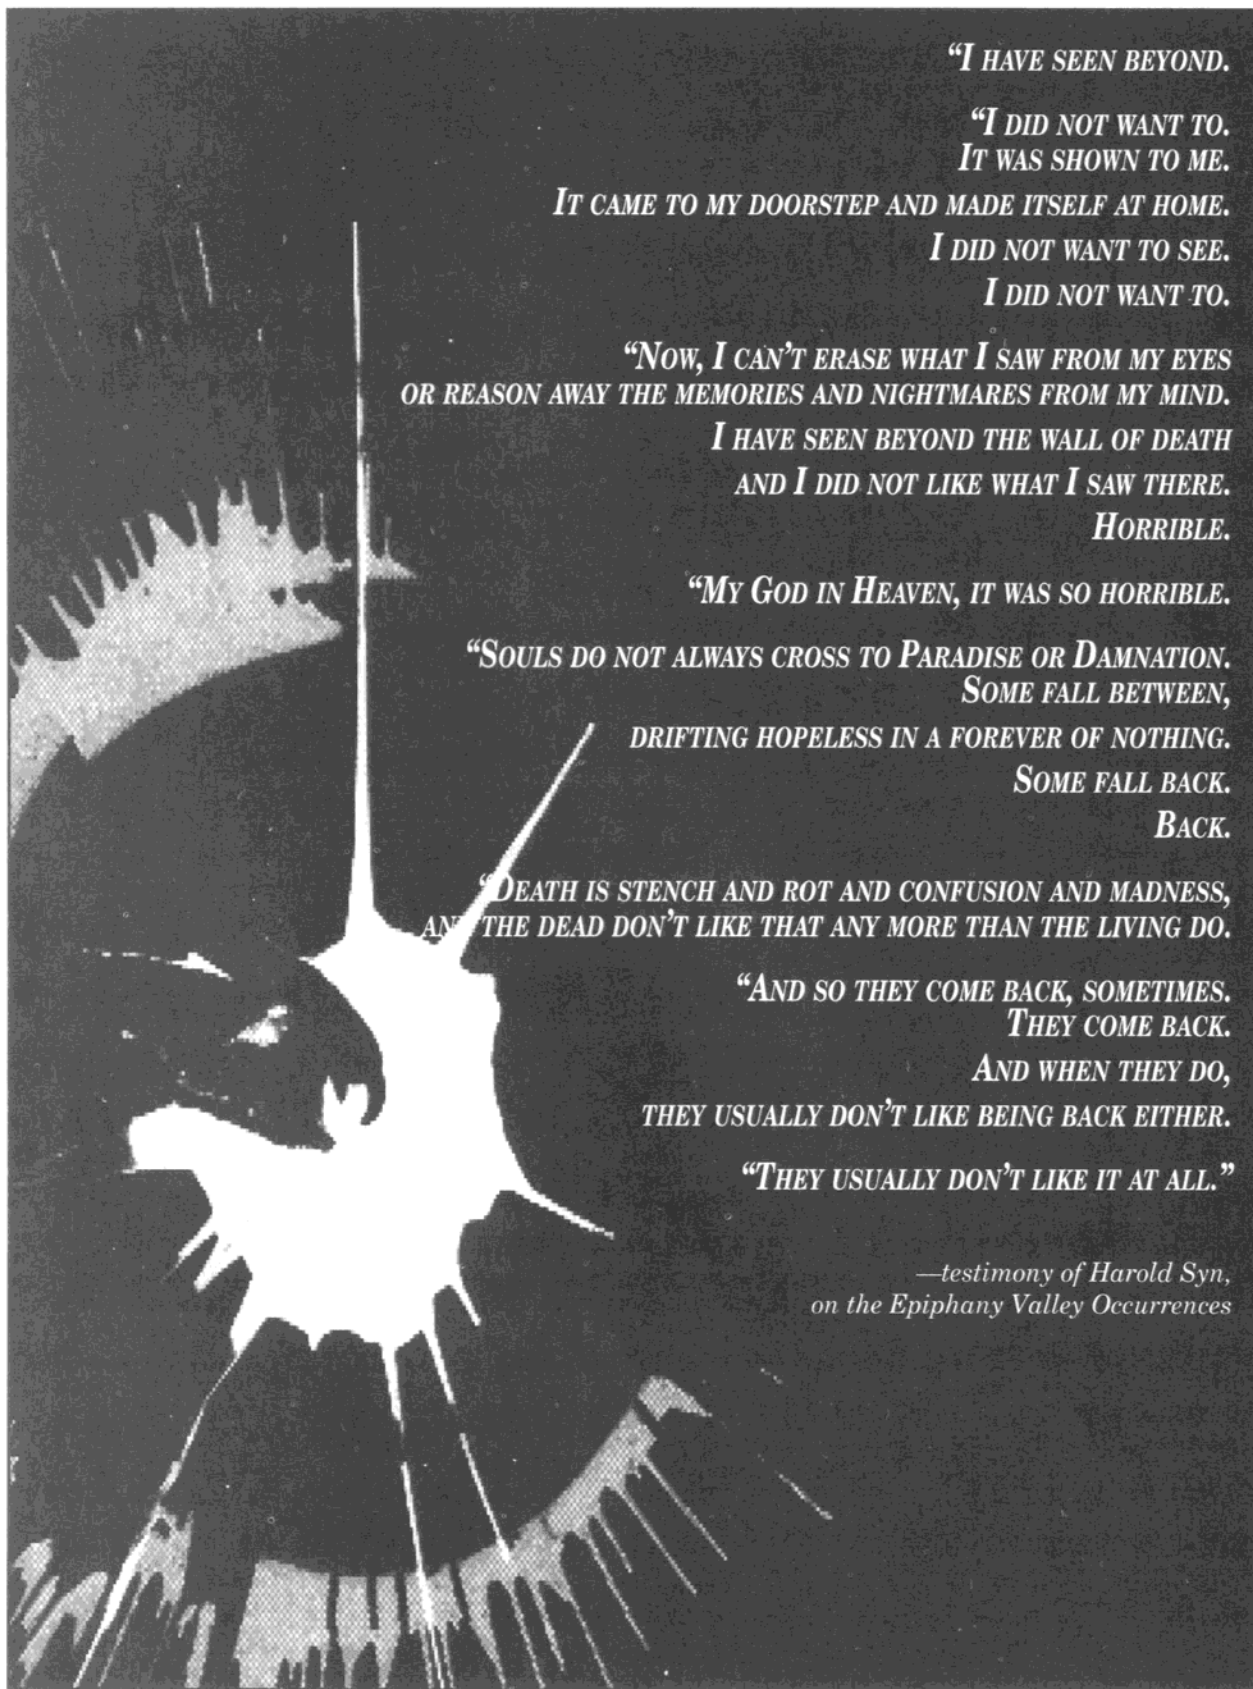 “I HAVE SEEN BEYOND.
“I DID NOT WANT TO.
IT WAS SHOWN TO ME.
IT CAME TO MY DOORSTEP AND MADE ITSELF AT HOME.
I DID NOT WANT TO SEE.
I DID NOT WANT TO.
“NOW, I CAN’T ERASE WHAT I SAW FROM MY EYES
OR REASON AWAY THE MEMORIES AND NIGHTMARES FROM MY MIND.
I HAVE SEEN BEYOND THE WALL OF DEATH
AND I DID NOT LIKE WHAT I SAW THERE.
HORRIBLE.
“MY GOD IN HEAVEN, IT WAS SO HORRIBLE.
“SOULS DO NOT ALWAYS CROSS TO PARADISE OR DAMNATION.
SOME FALL BETWEEN,
DRIFTING HOPELESS IN A FOREVER OF NOTHING.
SOME FALL BACK.
BACK.
“DEATH IS STENCH AND ROT AND CONFUSION AND MADNESS,
AND THE DEAD DON’T LIKE THAT ANY MORE THAN THE LIVING DO.
“AND SO THEY COME BACK, SOMETIMES.
THEY COME BACK.
AND WHEN THEY DO,
THEY USUALLY DON’T LIKE BEING BACK EITHER.
“THEY USUALLY DON’T LIKE IT AT ALL.”
—testimony of Harold Syn,
on the Epiphany Valley Occurrences